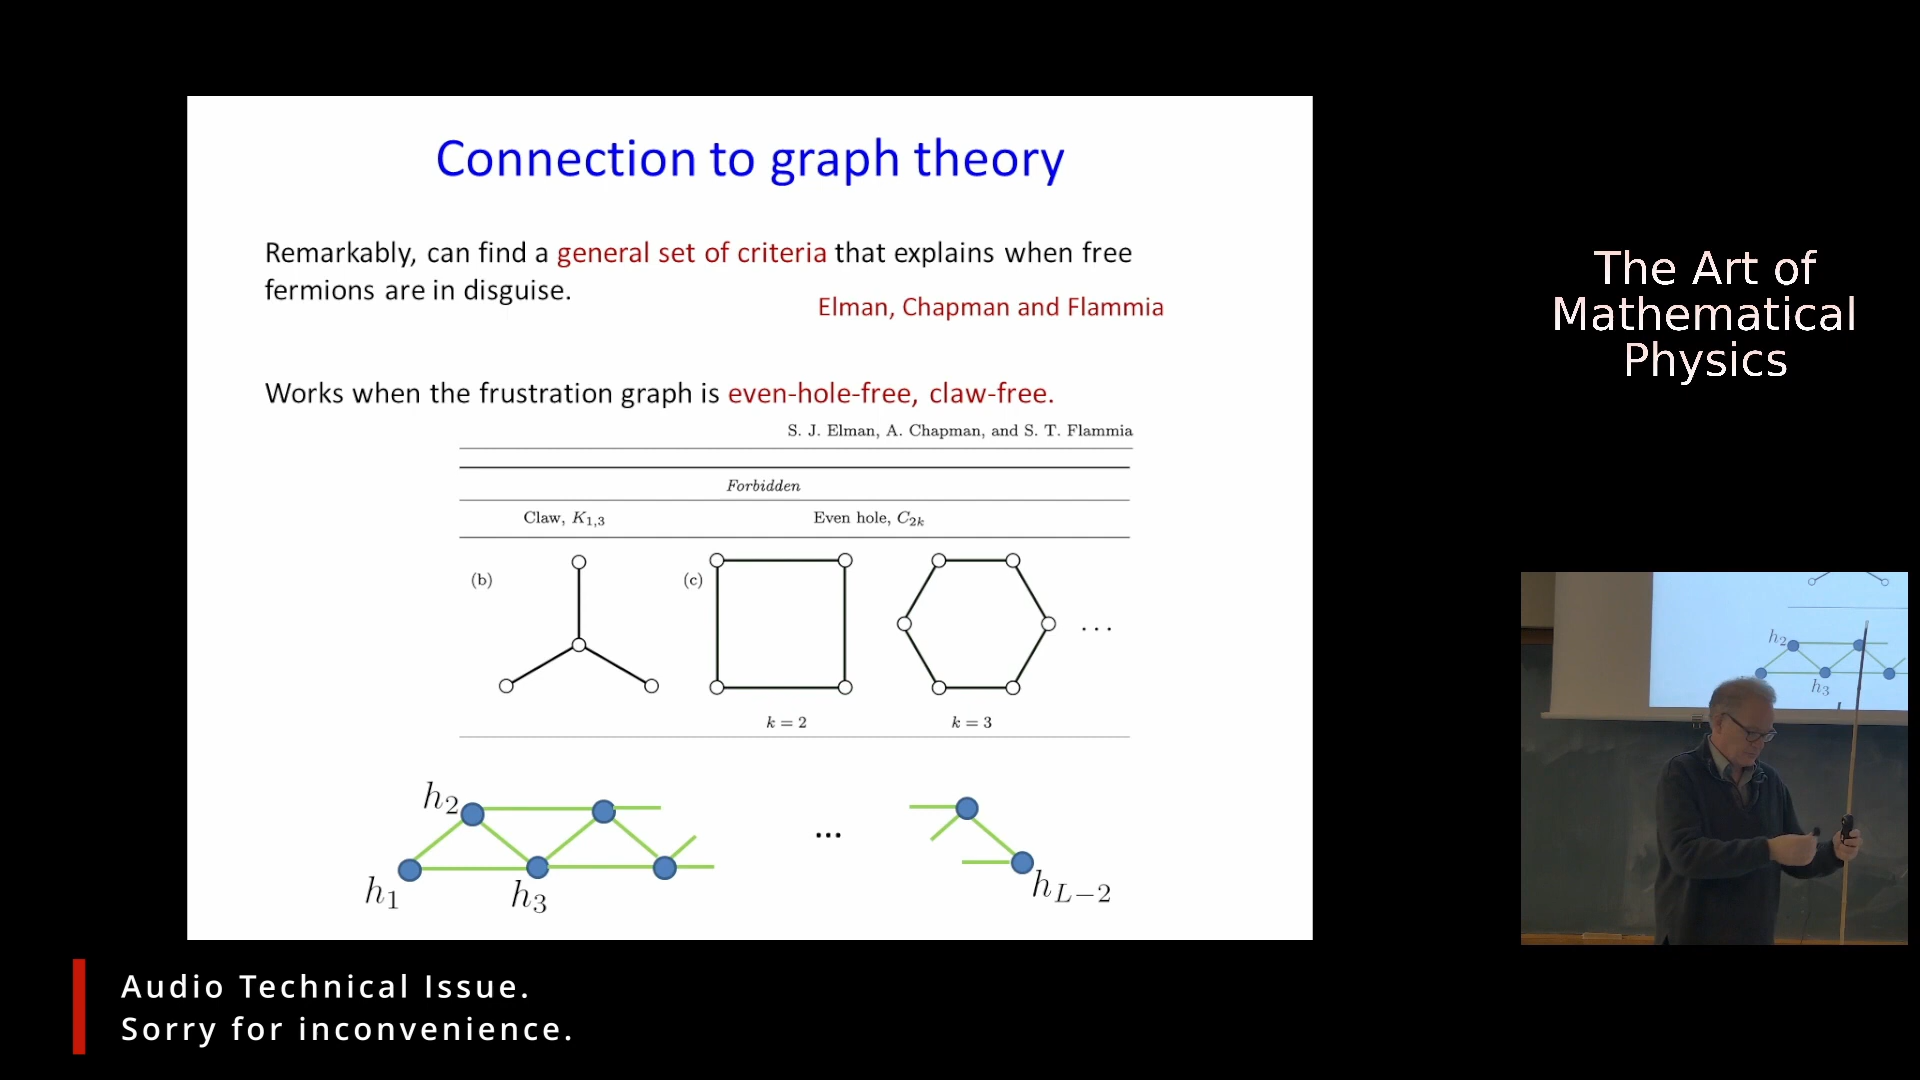 Connection to graph theory
Remarkably, can find a general set of criteria that explains when free
fermions are in disguise.
Elman, Chapman and Flammia
Works when the frustration graph is even-hole-free, claw-free.
S. J. Elman, A. Chapman, and S. T. Flammia
Forbidden
Claw, K1,3
Even hole, C2k
(b)
(c)
...
k = 2
k = 3
h2
...
h1
h3
hL−2
The Art of
Mathematical
Physics
h2
h3
Audio Technical Issue.
Sorry for inconvenience.